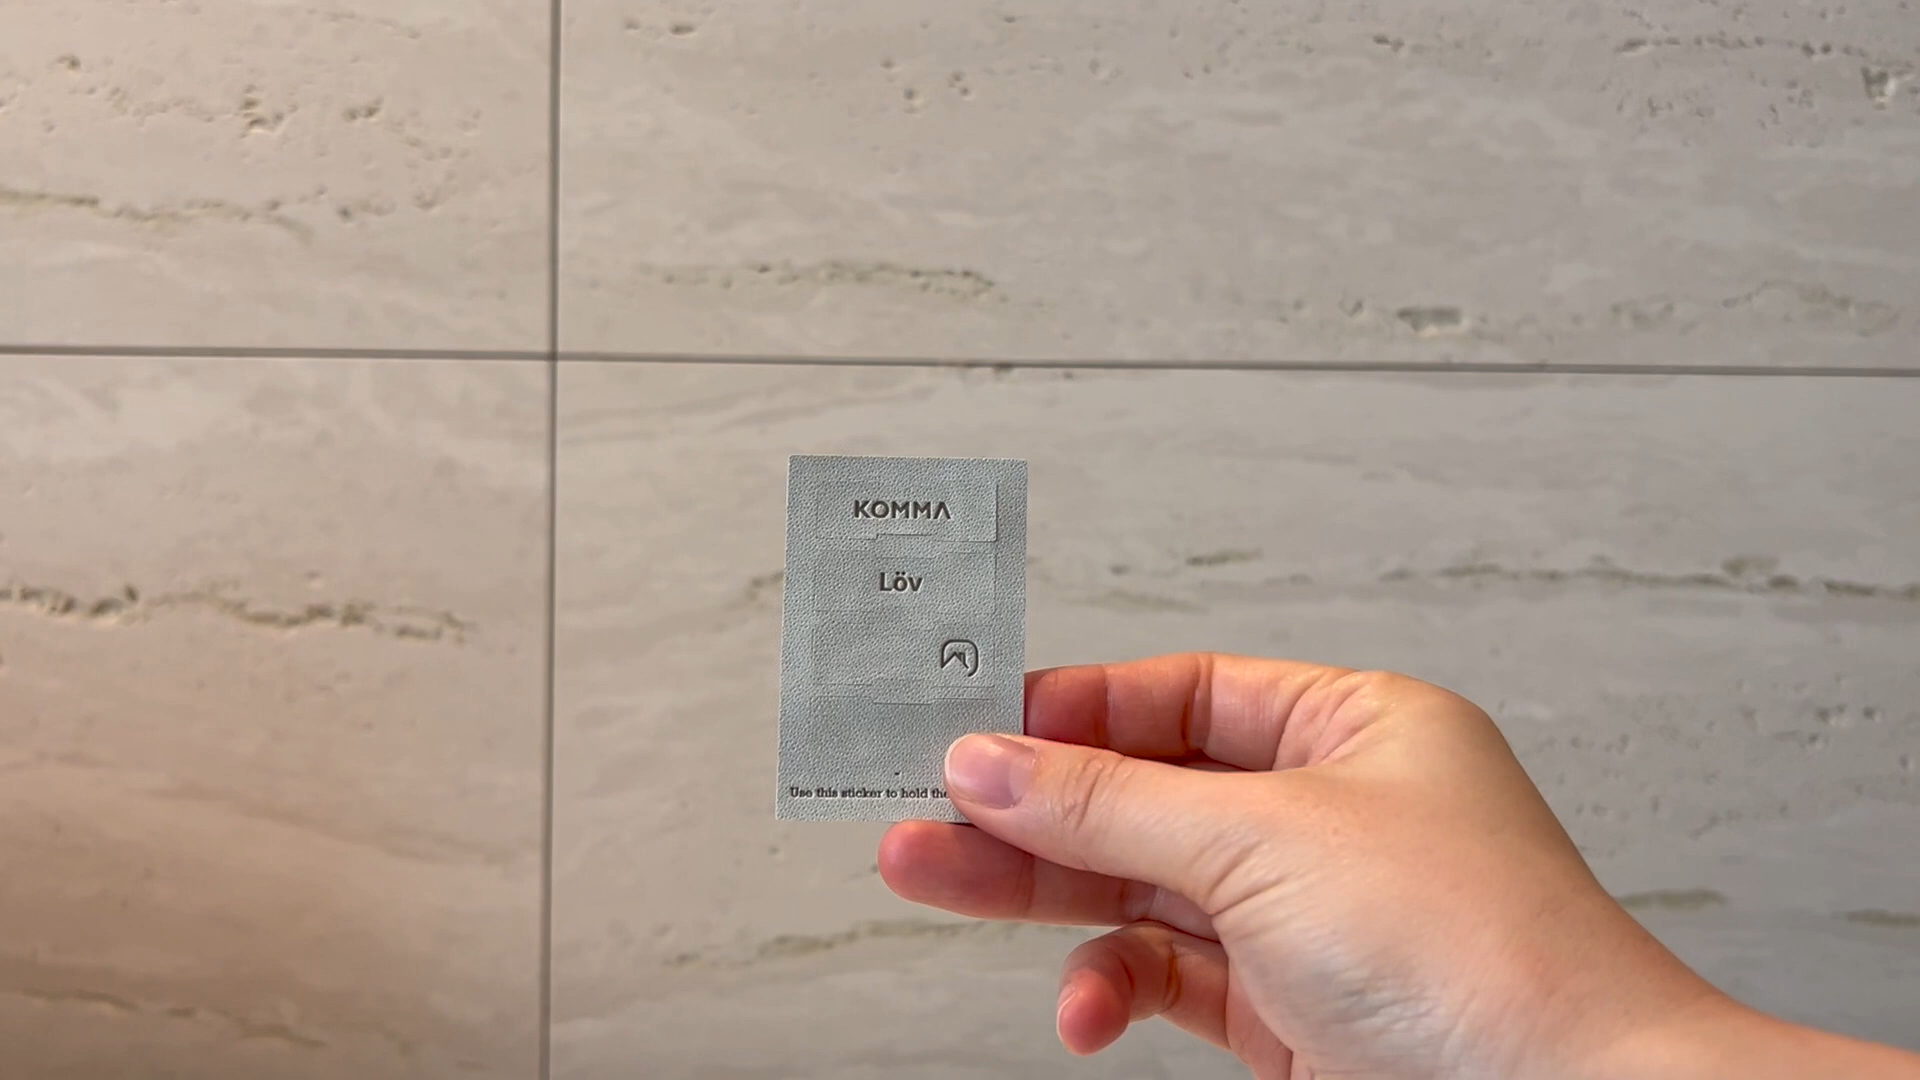 KOMMA
Löv
Use this sticker to hold the